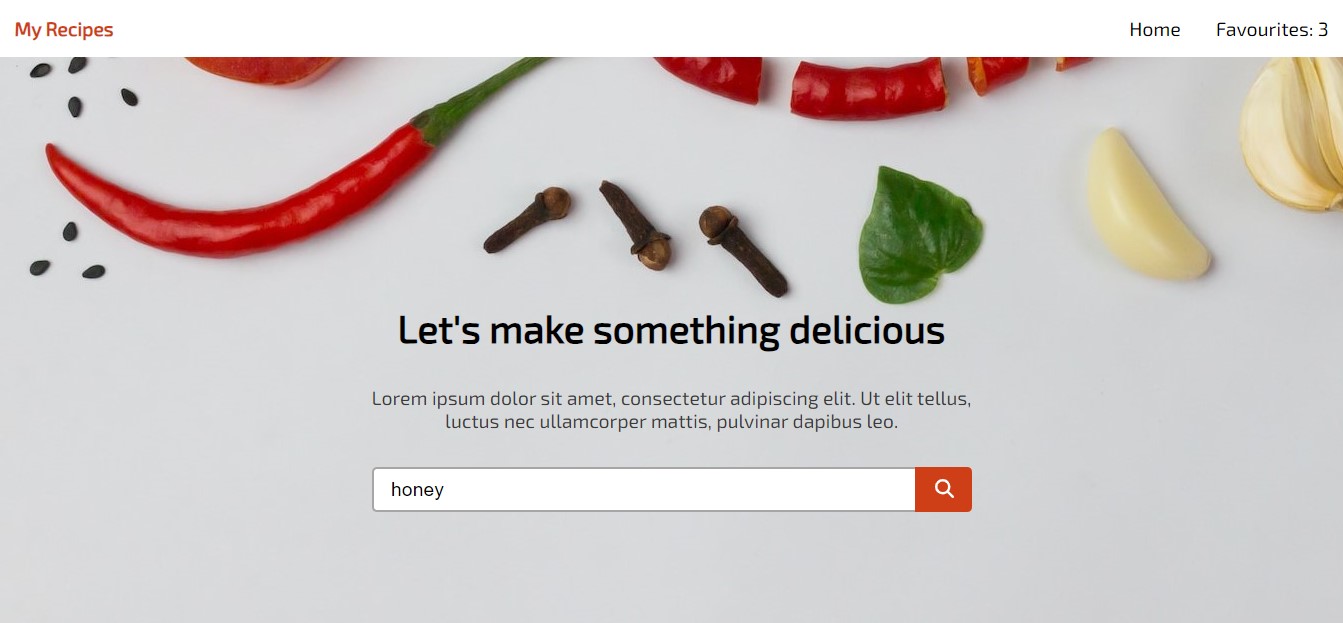 My Recipes
Home
Favourites: 3
Let's make something delicious
Lorem ipsum dolor sit amet, consectetur adipiscing elit. Ut elit tellus,
luctus nec ullamcorper mattis, pulvinar dapibus leo.
honey